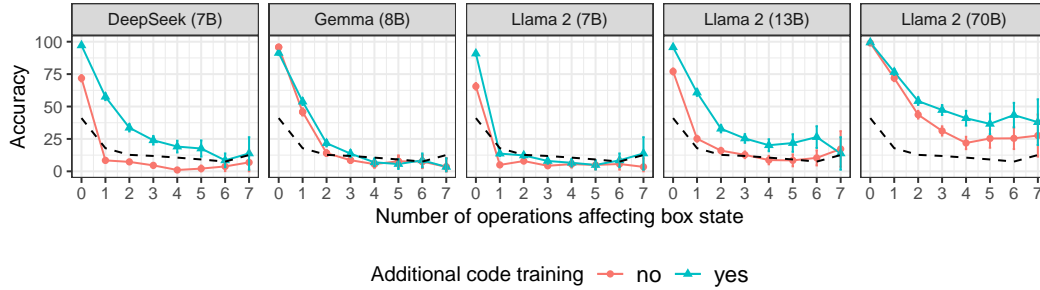 DeepSeek (7B) Gemma (8B) Llama 2 (7B) Llama 2 (13B) Llama 2 (70B)
100
75
50
25
0
Accuracy
0 1 2 3 4 5 6 7 0 1 2 3 4 5 6 7 0 1 2 3 4 5 6 7 0 1 2 3 4 5 6 7 0 1 2 3 4 5 6 7
Number of operations affecting box state
Additional code training no yes